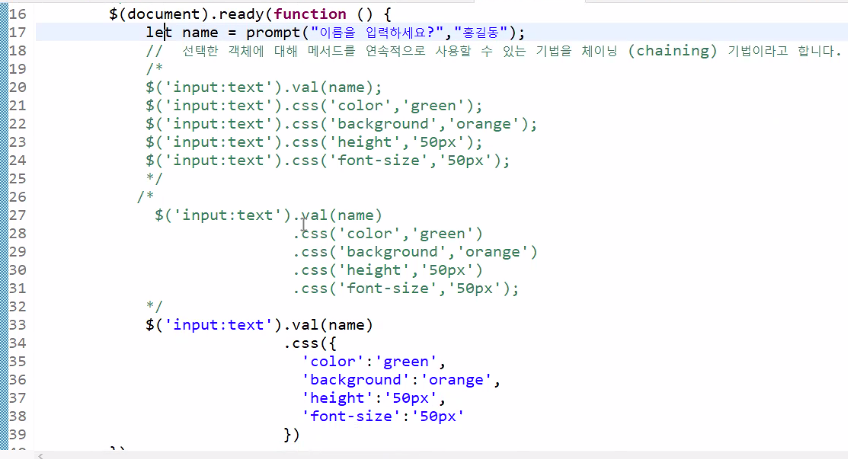 16 $(document).ready(function () {
17 let name = prompt("이름을 입력하세요?","홍길동");
18 // 선택한 객체에 대해 메서드를 연속적으로 사용할 수 있는 기법을 체이닝 (chaining) 기법이라고 합니다.
19 /*
20 $('input:text').val(name);
21 $('input:text').css('color','green');
22 $('input:text').css('background','orange');
23 $('input:text').css('height','50px');
24 $('input:text').css('font-size','50px');
25 */
26 /*
27 $('input:text').val(name)
28 .css('color','green')
29 .css('background','orange')
30 .css('height','50px')
31 .css('font-size','50px');
32 */
33 $('input:text').val(name)
34 .css({
35 'color':'green',
36 'background':'orange',
37 'height':'50px',
38 'font-size':'50px'
39 })